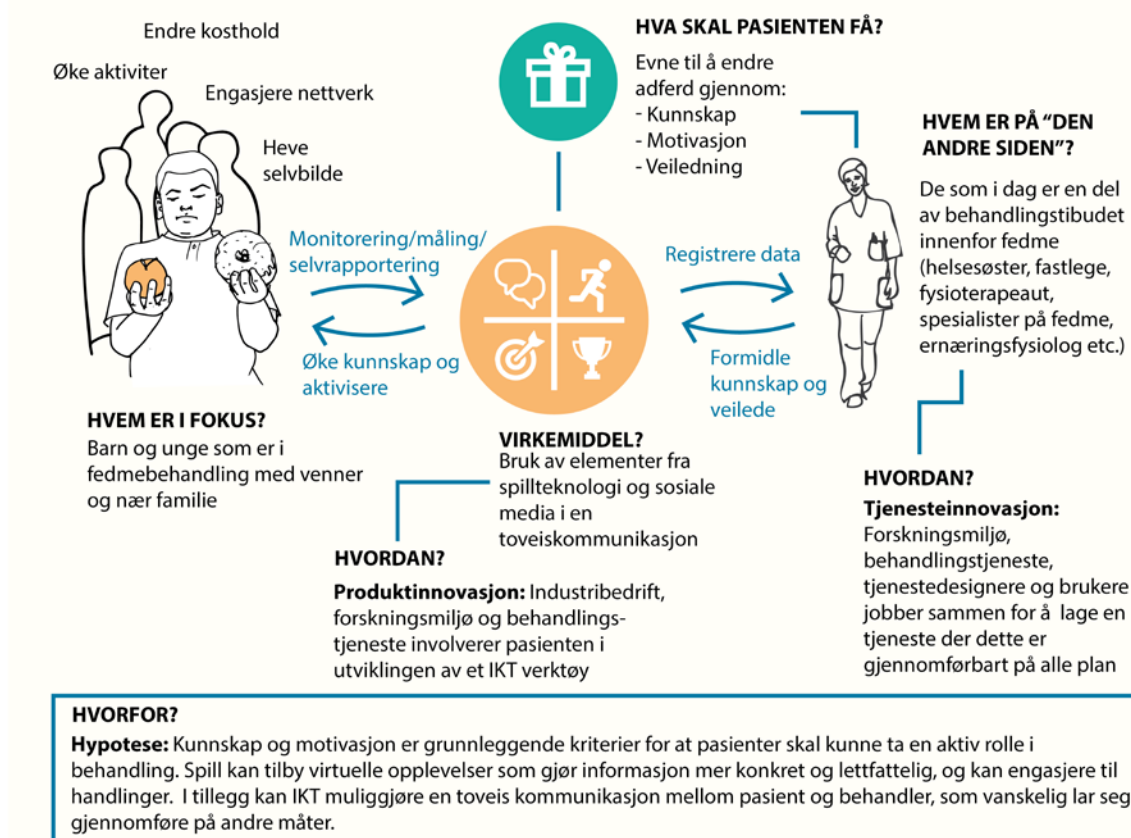 Endre kosthold
Øke aktiviter
Engasjere nettverk
Heve
selvbilde
Monitorering/måling/
selvrapportering
Øke kunnskap og
aktivisere
HVEM ER I FOKUS?
Barn og unge som er i
fedmebehandling med venner
og nær familie
HVA SKAL PASIENTEN FÅ?
Evne til å endre
adferd gjennom:
- Kunnskap
- Motivasjon
- Veiledning
Registrere data
Formidle
kunnskap og
veilede
HVEM ER PÅ “DEN
ANDRE SIDEN”?
De som i dag er en del
av behandlingstibudet
innenfor fedme
(helsesøster, fastlege,
fysioterapeaut,
spesialister på fedme,
ernæringsfysiolog etc.)
VIRKEMIDDEL?
Bruk av elementer fra
spillteknologi og sosiale
media i en
toveiskommunikasjon
HVORDAN?
Produktinnovasjon: Industribedrift,
forskningsmiljø og behandlings-
tjeneste involverer pasienten i
utviklingen av et IKT verktøy
HVORDAN?
Tjenesteinnovasjon:
Forskningsmiljø,
behandlingstjeneste,
tjenestedesignere og brukere
jobber sammen for å lage en
tjeneste der dette er
gjennomførbart på alle plan
HVORFOR?
Hypotese: Kunnskap og motivasjon er grunnleggende kriterier for at pasienter skal kunne ta en aktiv rolle i
behandling. Spill kan tilby virtuelle opplevelser som gjør informasjon mer konkret og lettfattelig, og kan engasjere til
handlinger. I tillegg kan IKT muliggjøre en toveis kommunikasjon mellom pasient og behandler, som vanskelig lar seg
gjennomføre på andre måter.